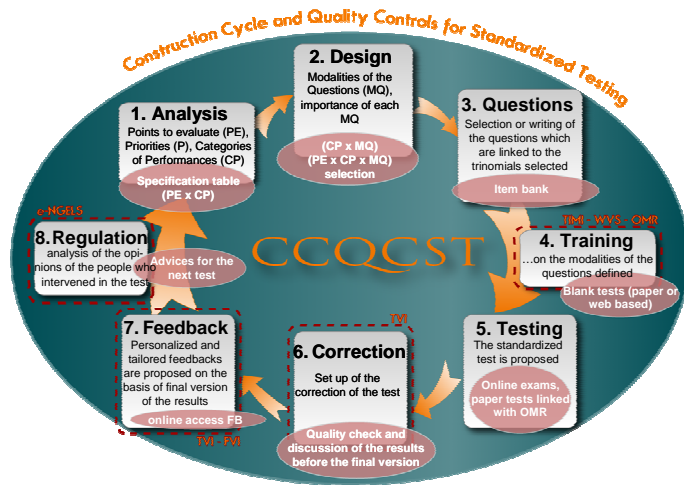 Construction Cycle and Quality Controls for Standardized Testing
1. Analysis
Points to evaluate (PE),
Priorities (P), Categories
of Performances (CP)
Specification table
(PE x CP)
2. Design
Modalities of the
Questions (MQ),
importance of each
MQ
(CP x MQ)
(PE x CP x MQ)
selection
3. Questions
Selection or writing of
the questions which
are linked to the
trinomials selected
Item bank
TIMI - WVS - OMR
4. Training
...on the modalities of the
questions defined
Blank tests (paper or
web based)
5. Testing
The standardized
test is proposed
Online exams,
paper tests linked
with OMR
TVI
6. Correction
Set up of the
correction of the test
Quality check and
discussion of the results
before the final version
7. Feedback
Personalized and
tailored feedbacks
are proposed on the
basis of final version
of the results
online access FB
TVI - PVI
e-NGELS
8.Regulation
analysis of the opi-
nions of the people who
intervened in the test
Advices for the
next test
CCQCST